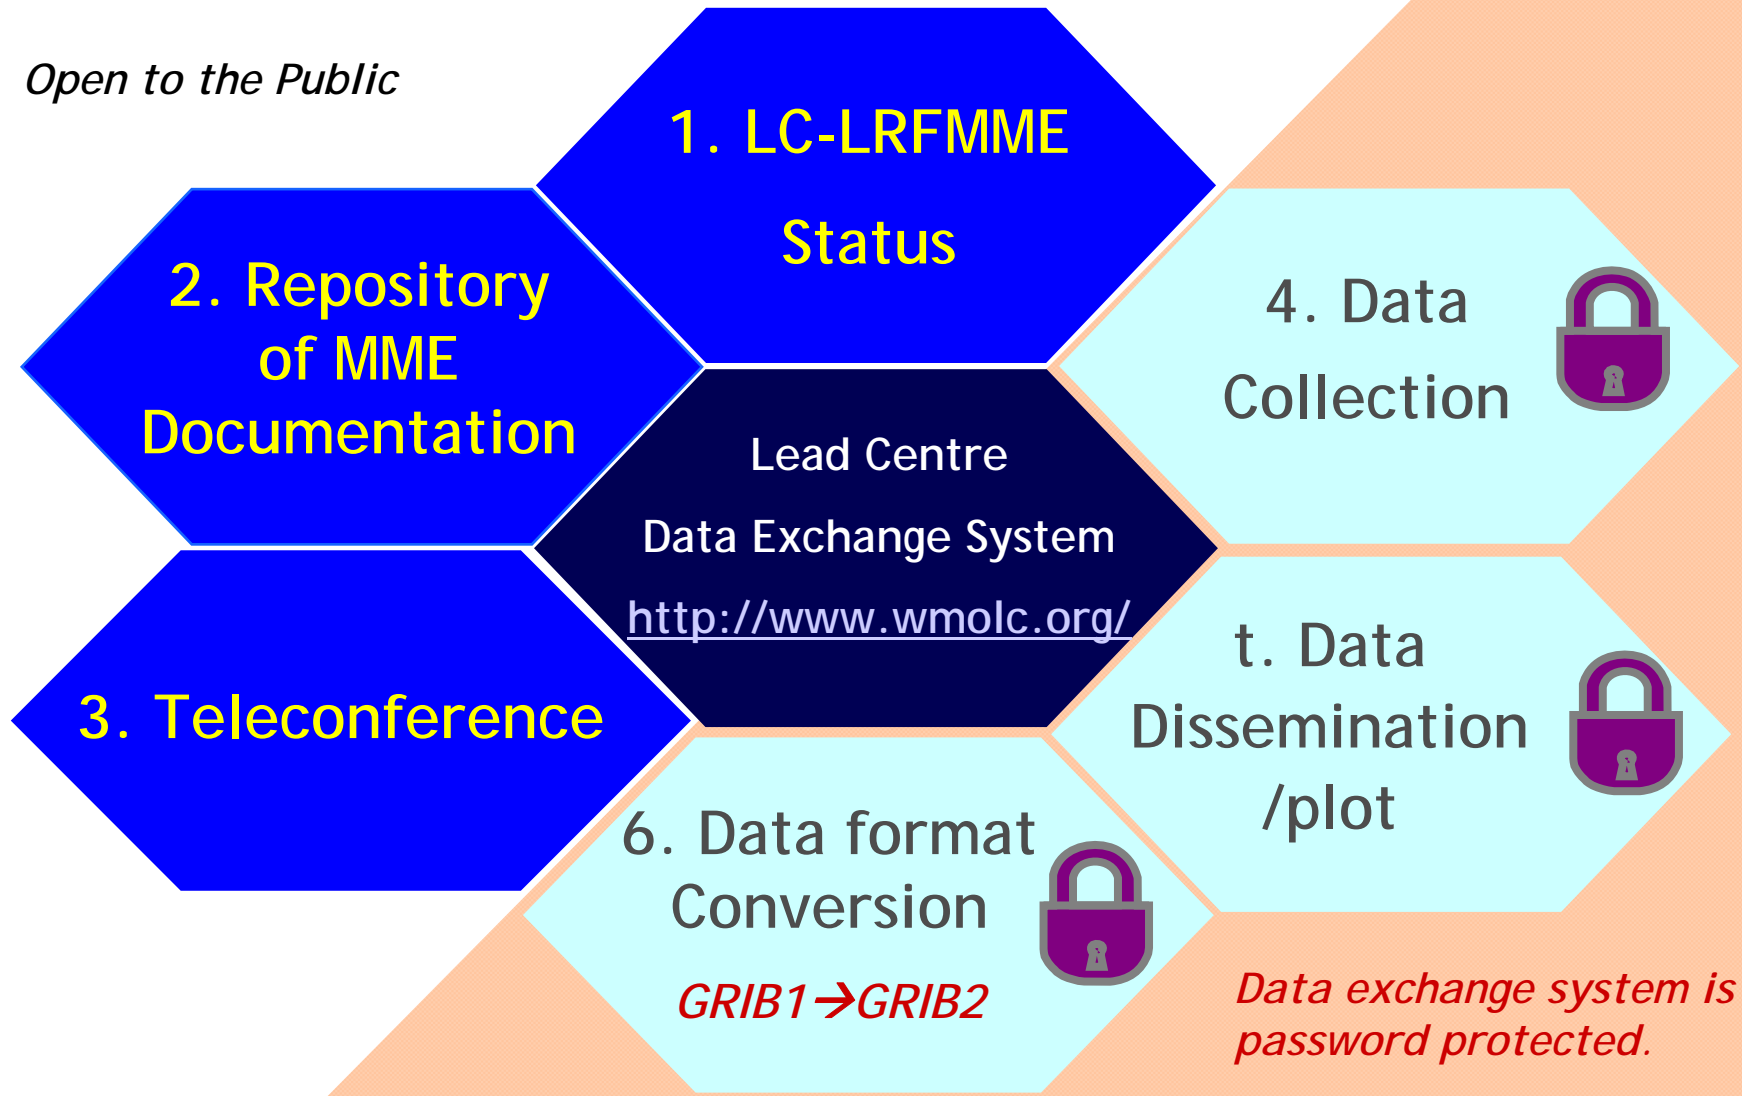 Open to the Public
1. LC-LRFMME
Status
2. Repository
of MME
Documentation
3. Teleconference
Lead Centre
Data Exchange System
http://www.wmolc.org/
4. Data
Collection
t. Data
Dissemination
/plot
6. Data format
Conversion
GRIB1→GRIB2
Data exchange system is
password protected.